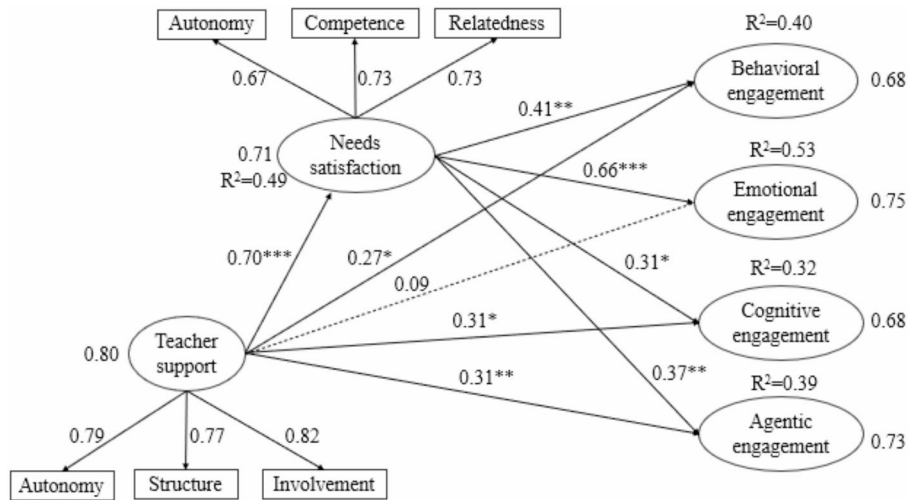 Autonomy
Competence
Relatedness
R²=0.40
0.67
0.73
0.73
Behavioral
engagement
0.68
0.41**
Needs
satisfaction
0.71
R²=0.49
R²=0.53
0.66***
Emotional
engagement
0.75
0.70***
0.27*
0.09
0.31*
R²=0.32
Cognitive
engagement
0.68
0.31*
Teacher
support
0.80
0.31**
0.37**
R²=0.39
Agentic
engagement
0.73
0.79
0.77
0.82
Autonomy
Structure
Involvement